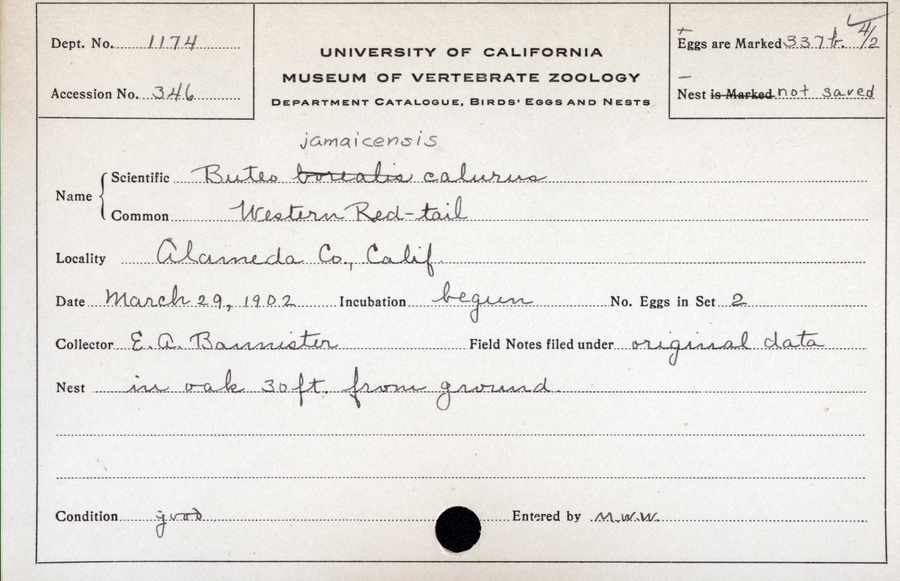 Dept. No. 1174
Accession No. 346
UNIVERSITY OF CALIFORNIA
MUSEUM OF VERTEBRATE ZOOLOGY
DEPARTMENT CATALOGUE, BIRDS' EGGS AND NESTS
Eggs are Marked 337b. 4/2
Nest is Marked not saved
jamaicensis
Name
Scientific Buteo borealis calurus
Common Western Red-tail
Locality Alameda Co., Calif.
Date March 29, 1902 Incubation begun No. Eggs in Set 2
Collector E. A. Bannister Field Notes filed under original data
Nest in oak 30 ft. from ground
Condition good Entered by M.W.W.